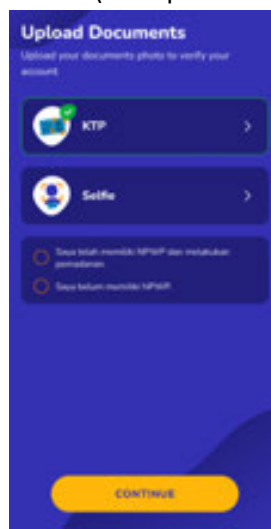 Upload Documents
Upload your documents photo to verify your
account
KTP
Selfie
Saya telah memiliki NPWP dan melakukan
pemadanan
Saya belum memiliki NPWP.
CONTINUE